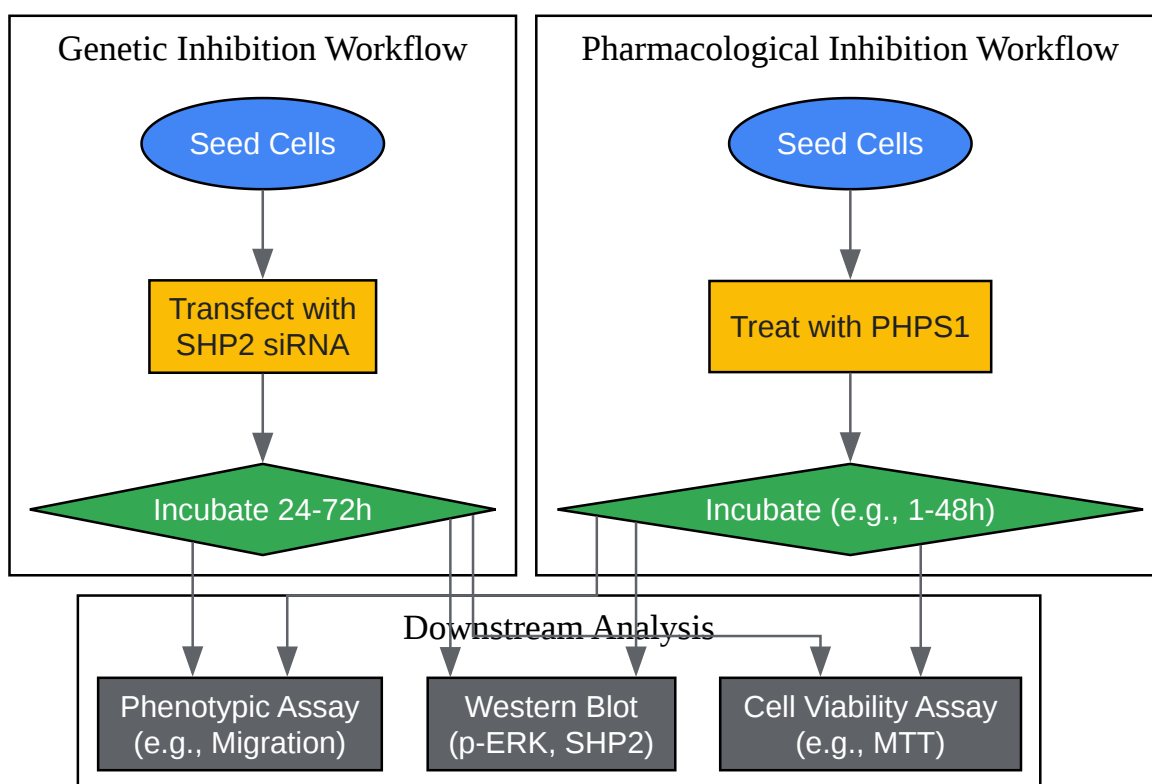 Genetic Inhibition Workflow
Seed Cells
Transfect with
SHP2 siRNA
Incubate 24-72h
Pharmacological Inhibition Workflow
Seed Cells
Treat with PHPS1
Incubate (e.g., 1-48h)
Downstream Analysis
Phenotypic Assay
(e.g., Migration)
Western Blot
(p-ERK, SHP2)
Cell Viability Assay
(e.g., MTT)